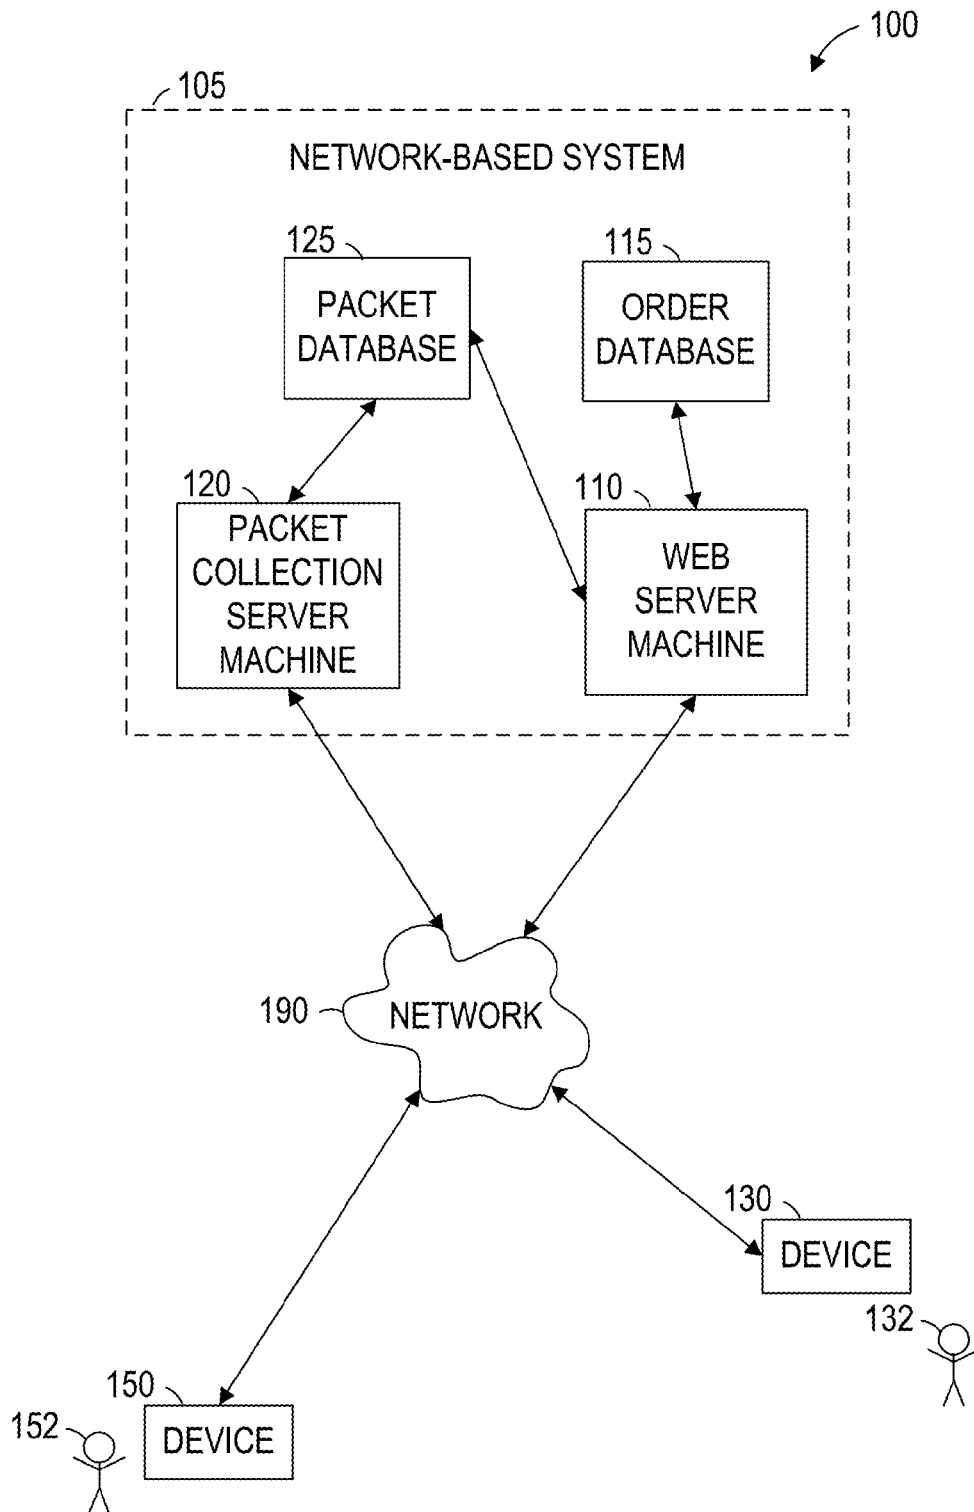 100
105
NETWORK-BASED SYSTEM
125
PACKET
DATABASE
115
ORDER
DATABASE
120
PACKET
COLLECTION
SERVER
MACHINE
110
WEB
SERVER
MACHINE
190
NETWORK
130
DEVICE
132
150
DEVICE
152